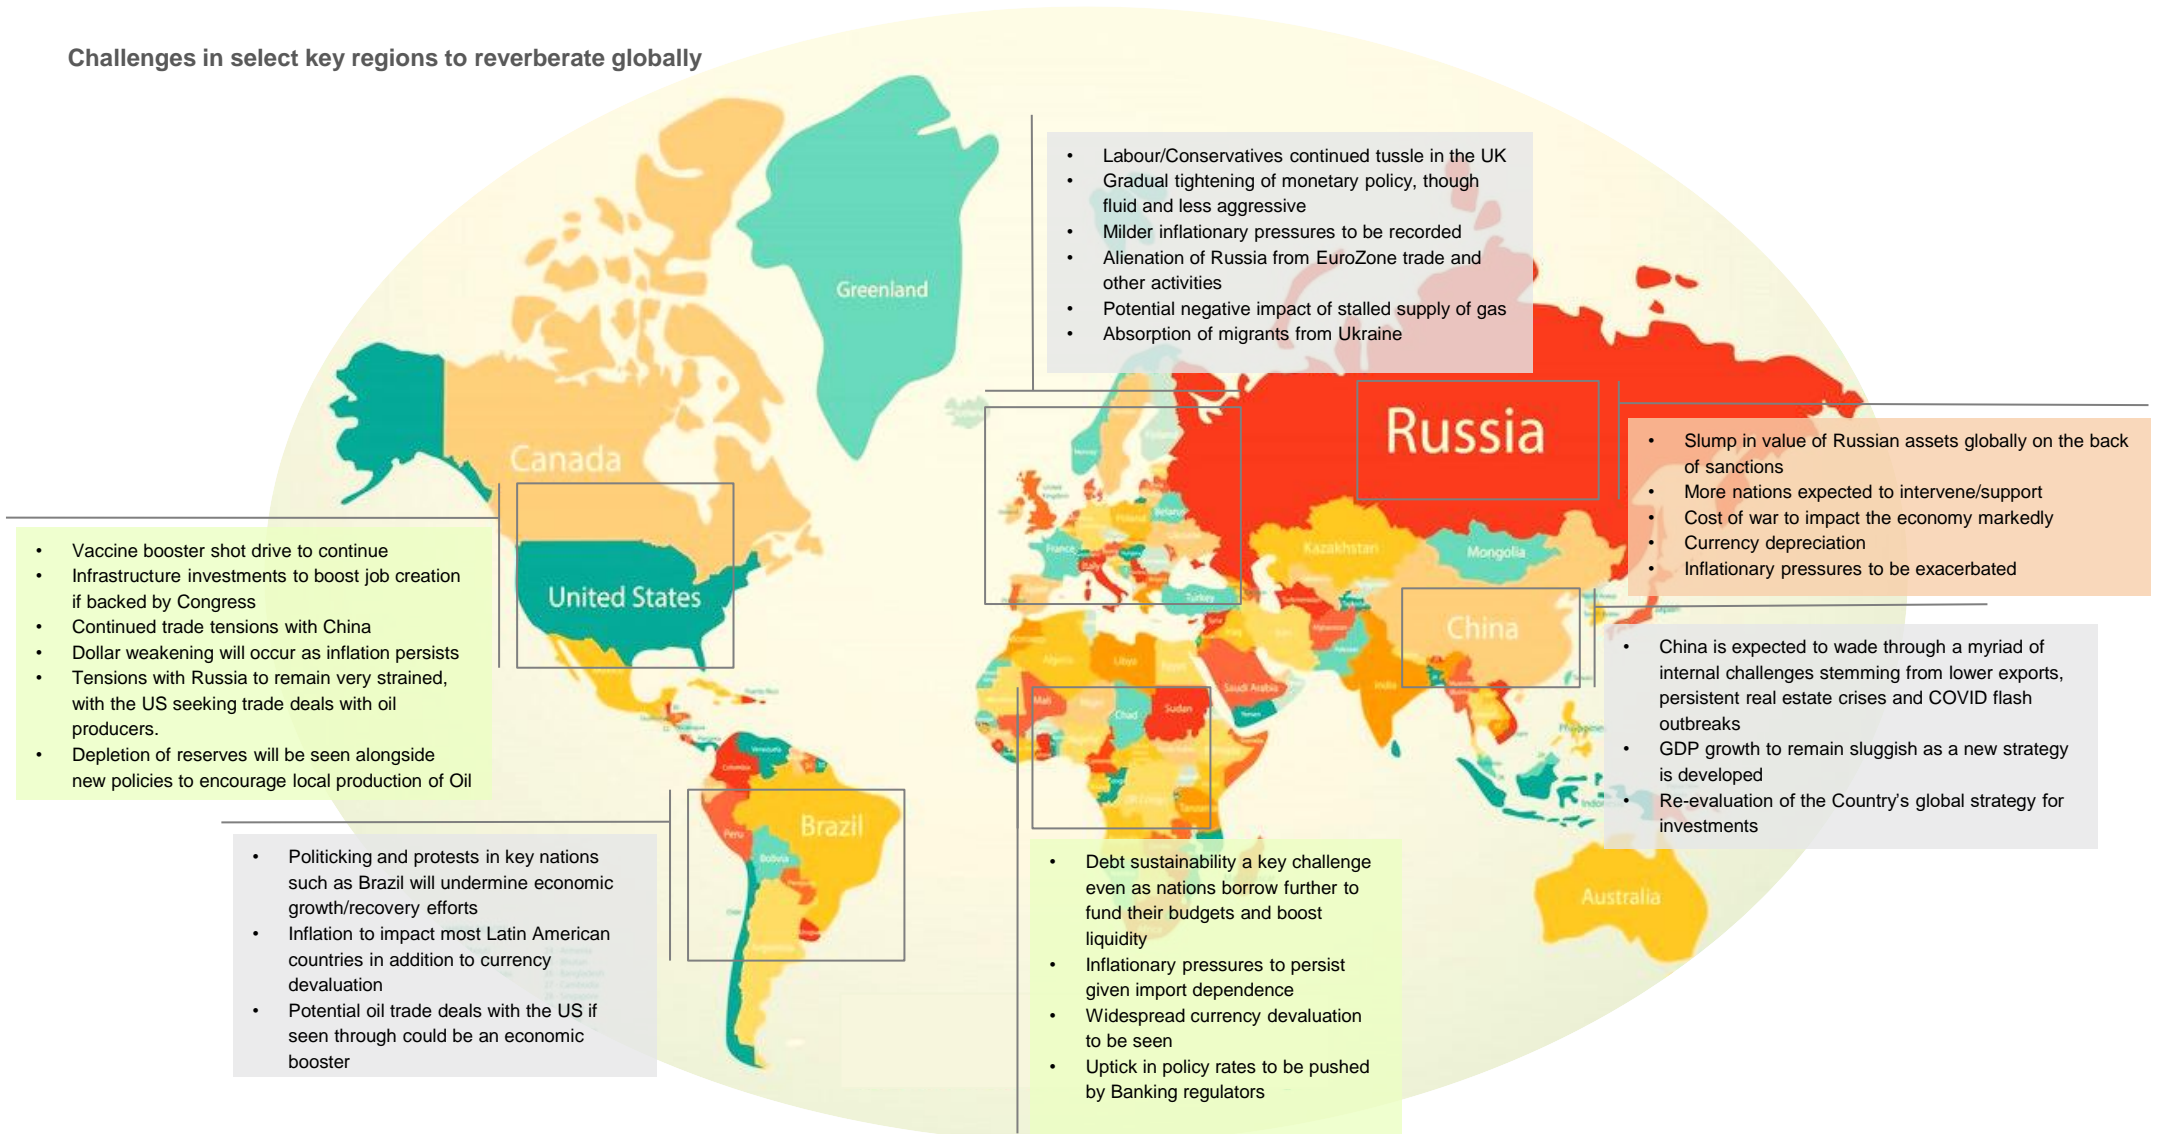 Challenges in select key regions to reverberate globally
• Labour/Conservatives continued tussle in the UK
• Gradual tightening of monetary policy, though
fluid and less aggressive
• Milder inflationary pressures to be recorded
• Alienation of Russia from EuroZone trade and
other activities
• Potential negative impact of stalled supply of gas
• Absorption of migrants from Ukraine
Greenland
Canada
Russia
• Slump in value of Russian assets globally on the back
of sanctions
• More nations expected to intervene/support
• Cost of war to impact the economy markedly
• Currency depreciation
• Inflationary pressures to be exacerbated
• Vaccine booster shot drive to continue
• Infrastructure investments to boost job creation
if backed by Congress
• Continued trade tensions with China
• Dollar weakening will occur as inflation persists
• Tensions with Russia to remain very strained,
with the US seeking trade deals with oil
producers.
• Depletion of reserves will be seen alongside
new policies to encourage local production of Oil
United States
Poland
Belarus
France
Italy
Turkey
Kazakhstan
Mongolia
China
• China is expected to wade through a myriad of
internal challenges stemming from lower exports,
persistent real estate crises and COVID flash
outbreaks
• GDP growth to remain sluggish as a new strategy
is developed
• Re-evaluation of the Country's global strategy for
investments
Algeria
Libya
Egypt
Saudi Arabia
India
Mali
Chad
Sudan
Yemen
Venezuela
Colombia
Peru
Brazil
Bolivia
Australia
• Politicking and protests in key nations
such as Brazil will undermine economic
growth/recovery efforts
• Inflation to impact most Latin American
countries in addition to currency
devaluation
• Potential oil trade deals with the US if
seen through could be an economic
booster
• Debt sustainability a key challenge
even as nations borrow further to
fund their budgets and boost
liquidity
• Inflationary pressures to persist
given import dependence
• Widespread currency devaluation
to be seen
• Uptick in policy rates to be pushed
by Banking regulators